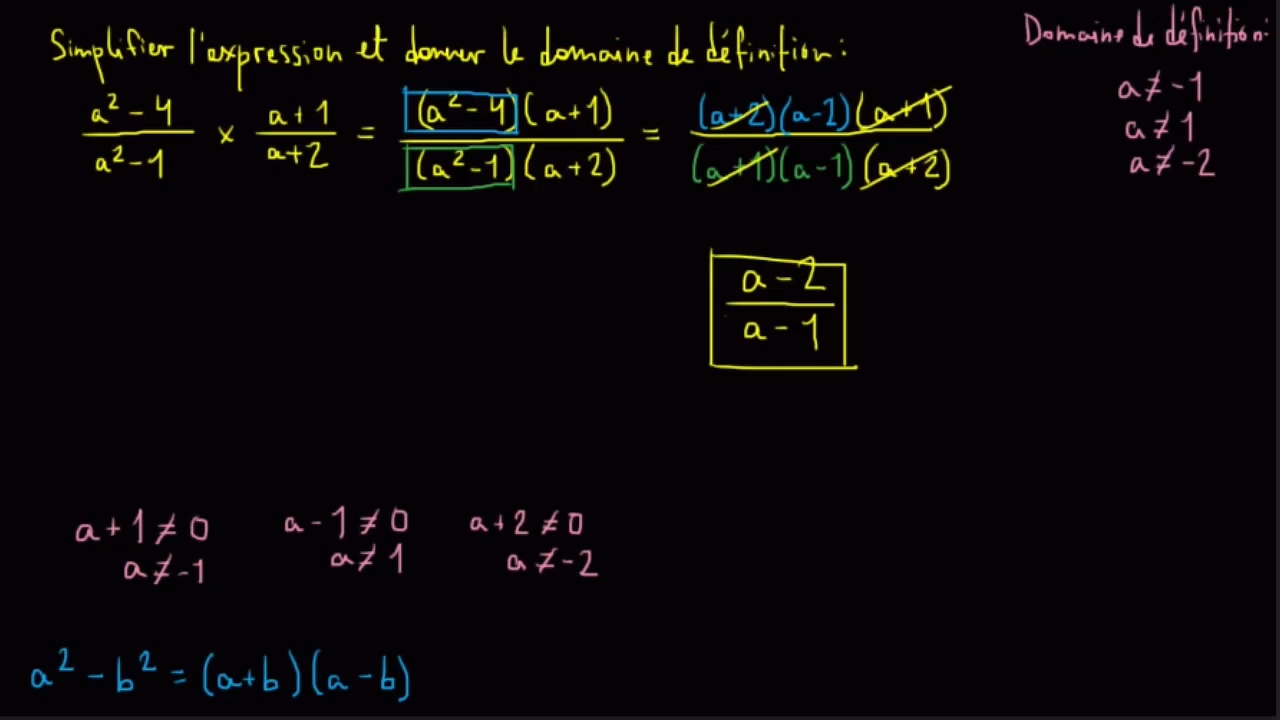 Simplifier l'expression et donner le domaine de définition :
a² - 4 / a² - 1 × a + 1 / a + 2 = (a² - 4)(a + 1) / (a² - 1)(a + 2) = (a+2)(a-2)(a+1) / (a+1)(a-1)(a+2)
a - 2 / a - 1
Domaine de définition :
a ≠ -1
a ≠ 1
a ≠ -2
a + 1 ≠ 0
a ≠ -1
a - 1 ≠ 0
a ≠ 1
a + 2 ≠ 0
a ≠ -2
a² - b² = (a+b)(a-b)